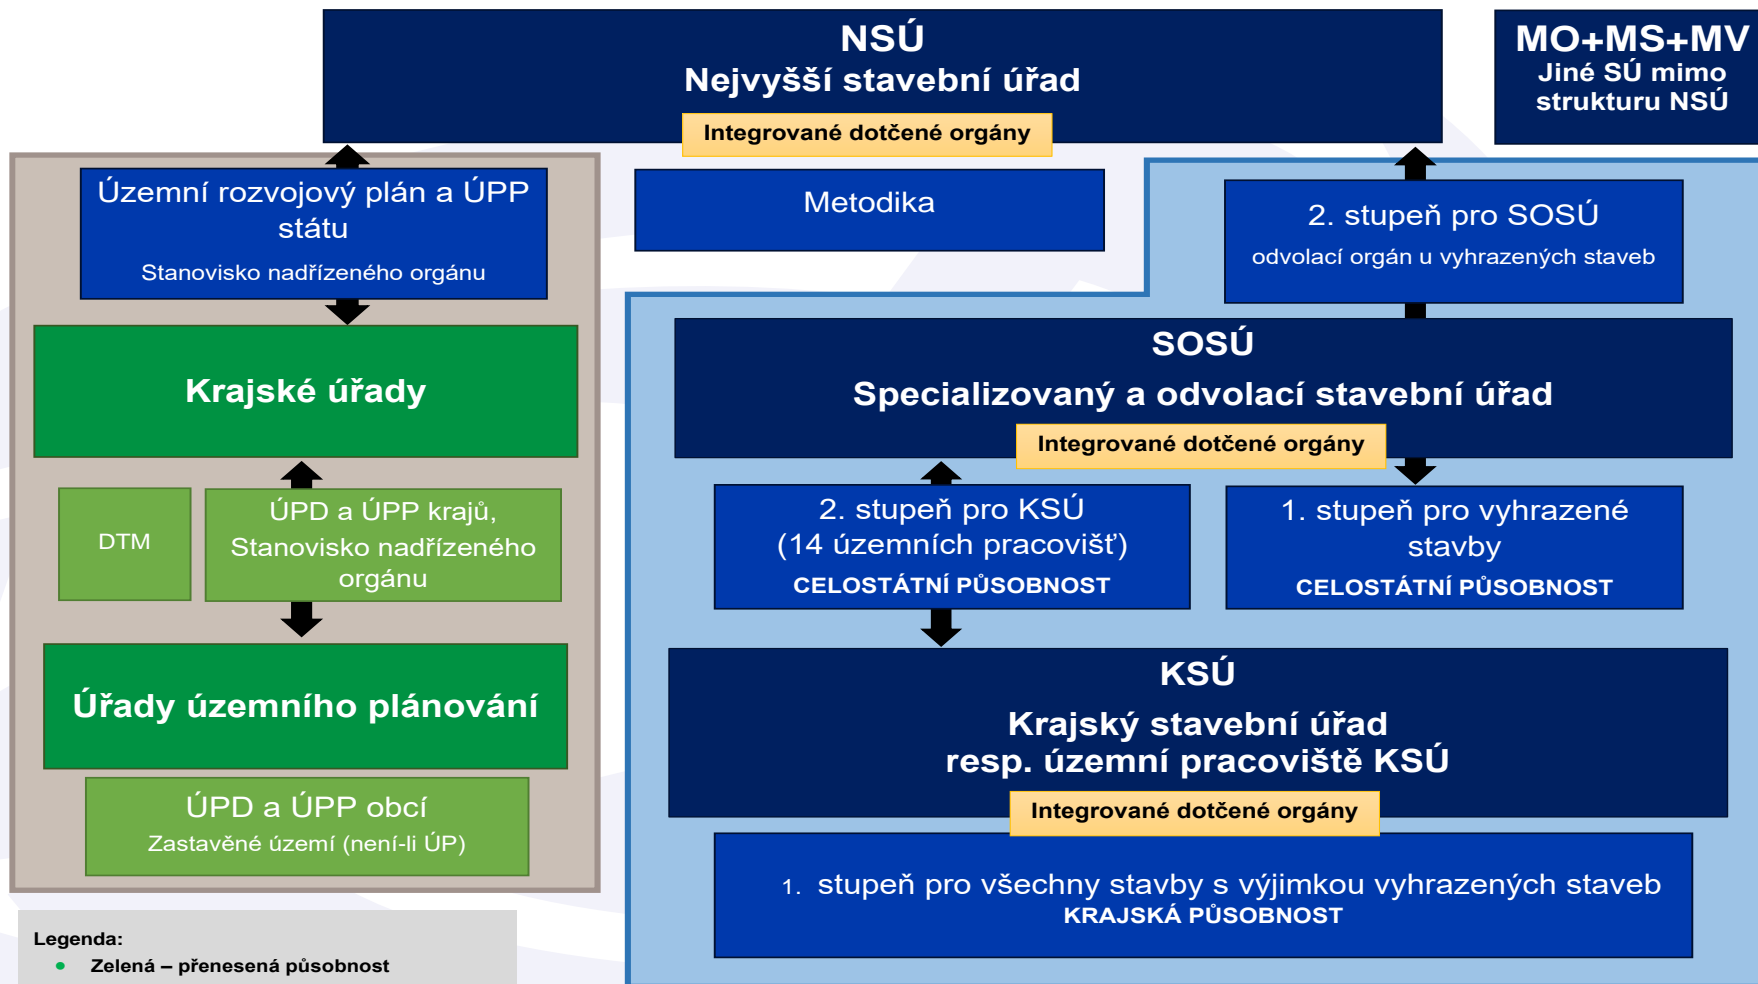 NSÚ
Nejvyšší stavební úřad
Integrované dotčené orgány
MO+MS+MV
Jiné SÚ mimo
strukturu NSÚ
Územní rozvojový plán a ÚPP
státu
Stanovisko nadřízeného orgánu
Metodika
2. stupeň pro SOSÚ
odvolací orgán u vyhrazených staveb
Krajské úřady
SOSÚ
Specializovaný a odvolací stavební úřad
Integrované dotčené orgány
DTM
ÚPD a ÚPP krajů,
Stanovisko nadřízeného
orgánu
2. stupeň pro KSÚ
(14 územních pracovišť)
CELOSTÁTNÍ PŮSOBNOST
1. stupeň pro vyhrazené
stavby
CELOSTÁTNÍ PŮSOBNOST
Úřady územního plánování
KSÚ
Krajský stavební úřad
resp. územní pracoviště KSÚ
Integrované dotčené orgány
ÚPD a ÚPP obcí
Zastavěné území (není-li ÚP)
1. stupeň pro všechny stavby s výjimkou vyhrazených staveb
KRAJSKÁ PŮSOBNOST
Legenda:
• Zelená – přenesená působnost